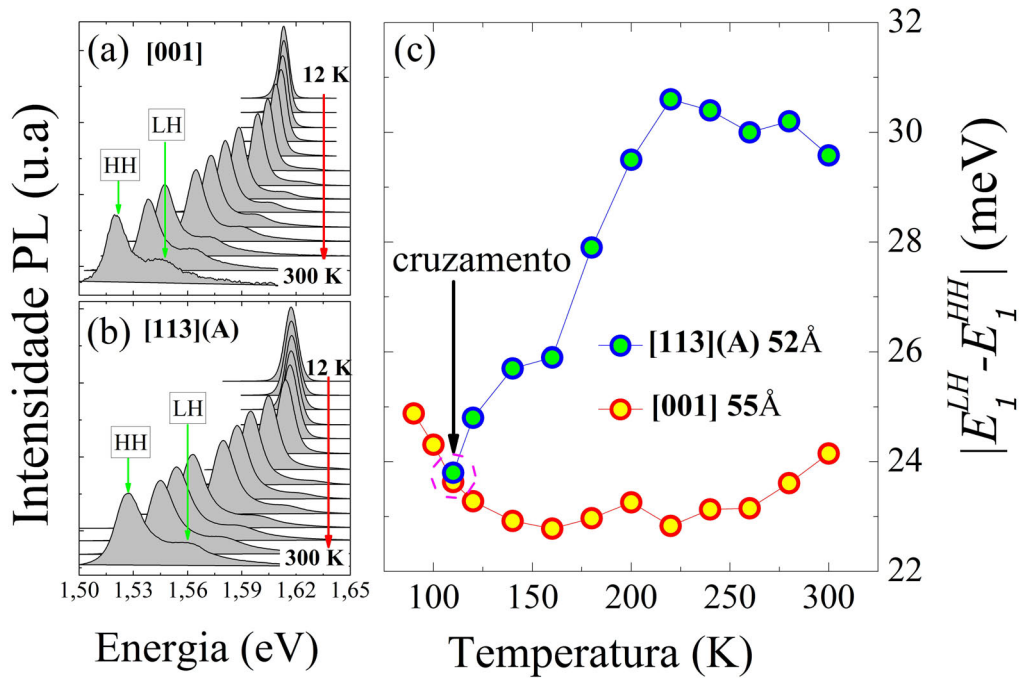 Intensidade PL (u.a)
(a) [001]
12 K
LH
HH
300 K
(b) [113](A)
12 K
LH
HH
300 K
1,50 1,53 1,56 1,59 1,62 1,65
Energia (eV)
(c)
cruzamento
[113](A) 52Å
[001] 55Å
100 150 200 250 300
Temperatura (K)
32
30
28
26
24
22
|E₁ᴸᴴ-E₁ᴴᴴ| (meV)